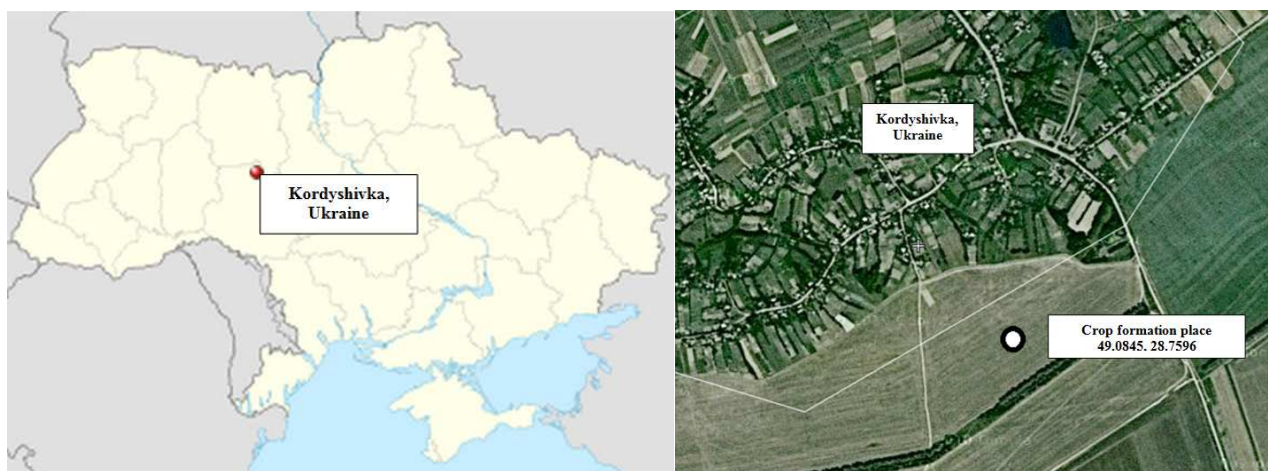 Kordyshivka,
Ukraine
Kordyshivka,
Ukraine
Crop formation place
49.0845, 28.7596